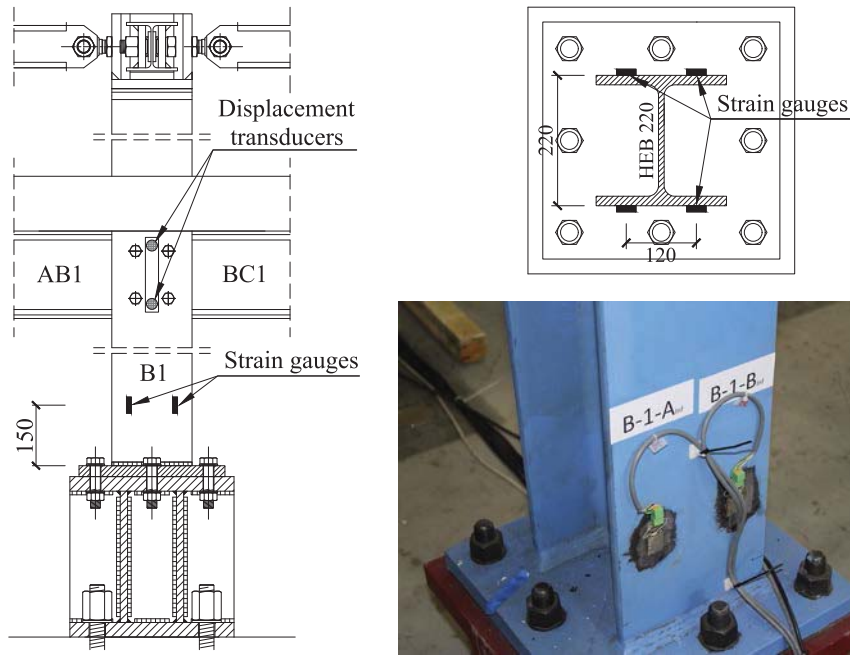 Displacement
transducers
AB1
BC1
B1
Strain gauges
150
Strain gauges
220
HEB 220
120
B-1-A
B-1-B